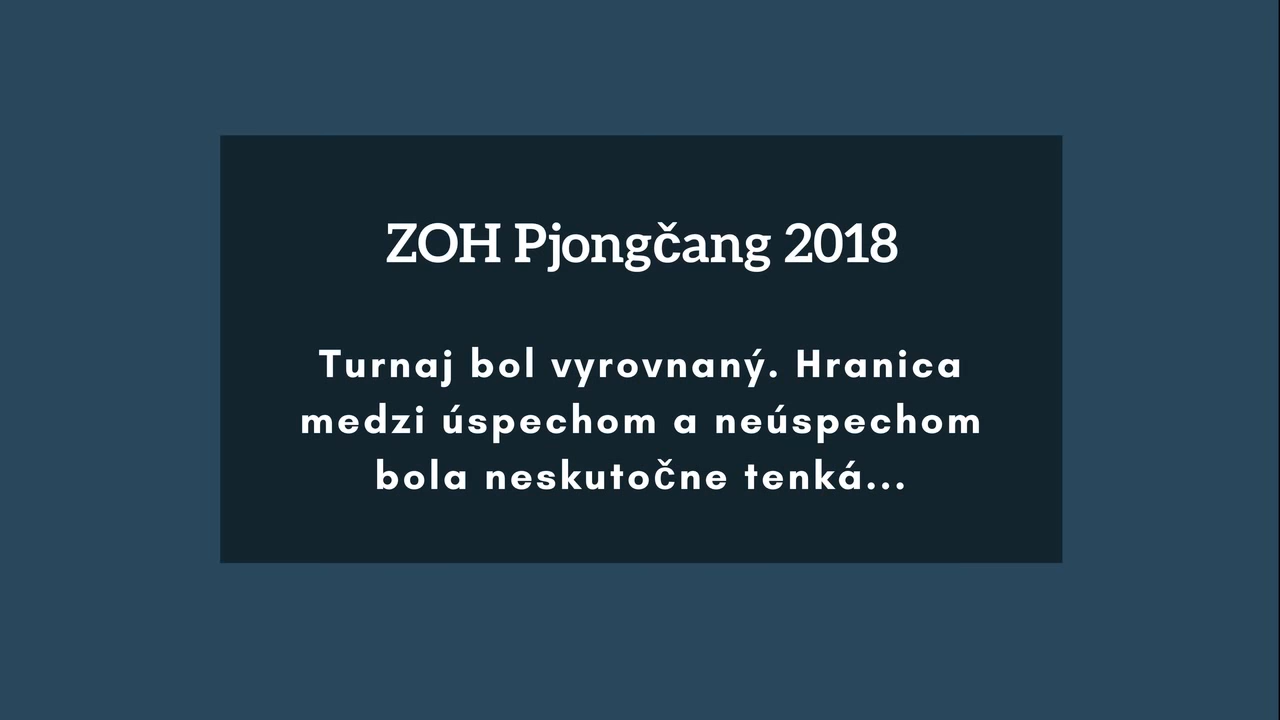 ZOH Pjongčang 2018
Turnaj bol vyrovnaný. Hranica
medzi úspechom a neúspechom
bola neskutočne tenká...